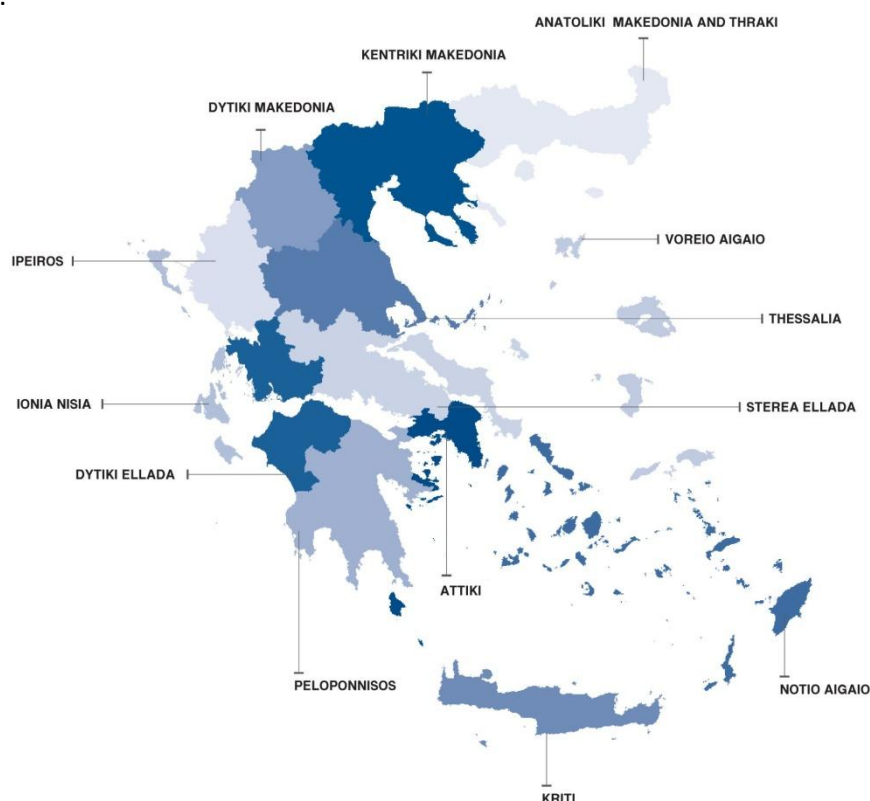 .
ANATOLIKI MAKEDONIA AND THRAKI
KENTRIKI MAKEDONIA
DYTIKI MAKEDONIA
VOREIO AIGAIO
IPEIROS
THESSALIA
IONIA NISIA
STEREA ELLADA
DYTIKI ELLADA
ATTIKI
PELOPONNISOS
NOTIO AIGAIO
KRITI